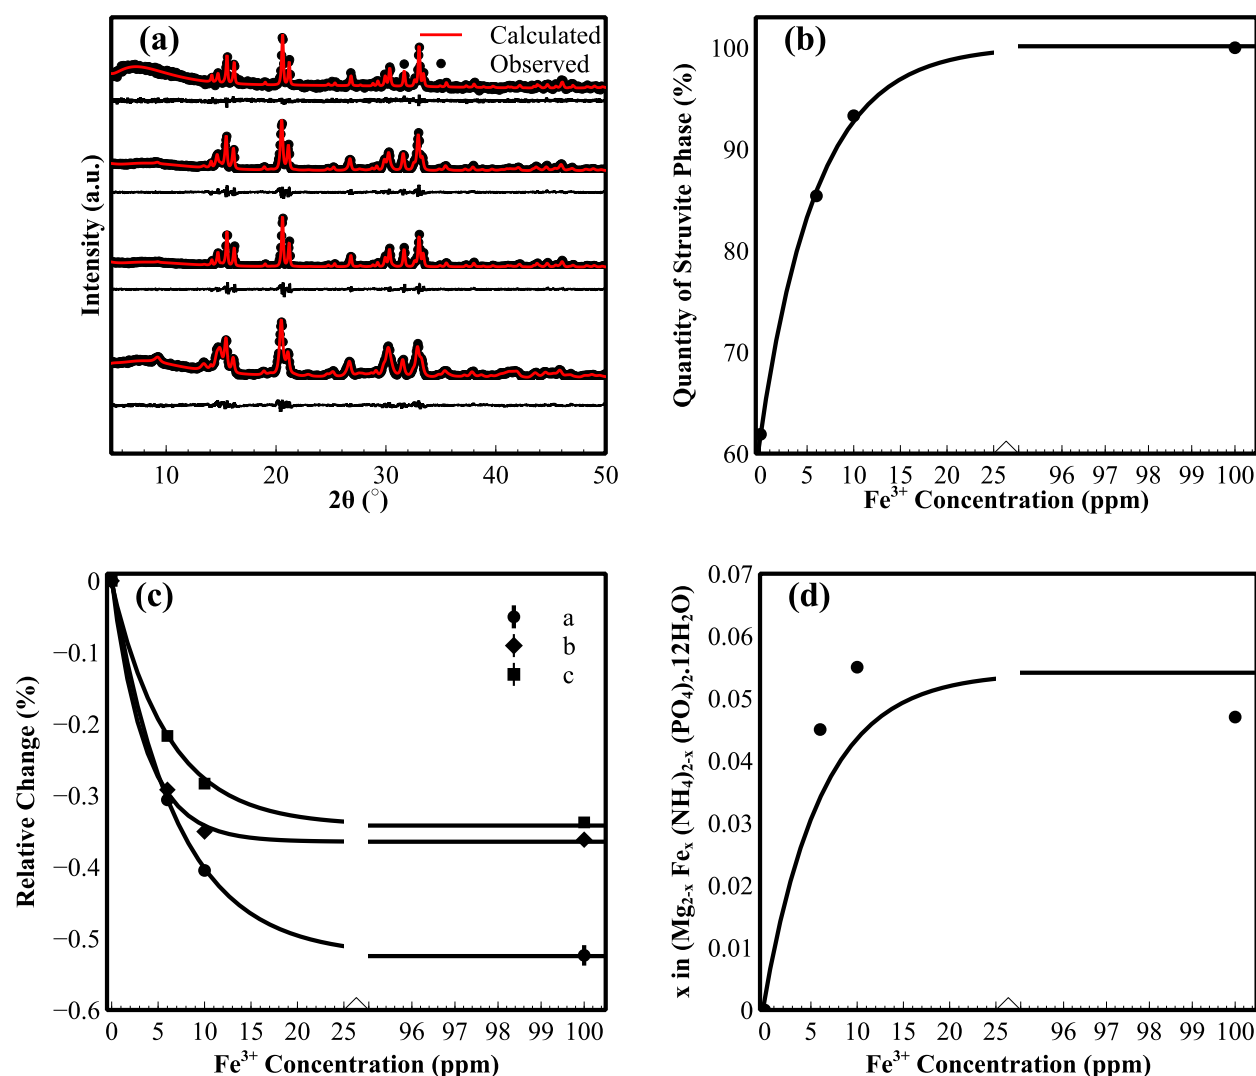 (a)
Calculated
Observed
Intensity (a.u.)
10 20 30 40 50
2θ (°)
(b)
Quantity of Struvite Phase (%)
100
90
80
70
60
0 5 10 15 20 25 96 97 98 99 100
Fe³⁺ Concentration (ppm)
(c)
a
b
c
Relative Change (%)
0
−0.1
−0.2
−0.3
−0.4
−0.5
−0.6
0 5 10 15 20 25 96 97 98 99 100
Fe³⁺ Concentration (ppm)
(d)
x in (Mg₂₋ₓ Feₓ (NH₄)₂₋ₓ (PO₄)₂.12H₂O)
0.07
0.06
0.05
0.04
0.03
0.02
0.01
0
0 5 10 15 20 25 96 97 98 99 100
Fe³⁺ Concentration (ppm)